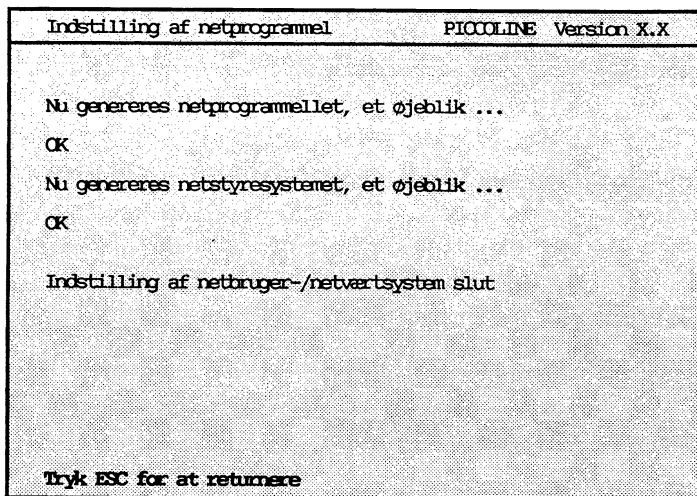 Indstilling af netprogrammel PICCOLINE Version X.X
Nu genereres netprogrammellet, et øjeblik ...
OK
Nu genereres netstyresystemet, et øjeblik ...
OK
Indstilling af netbruger-/netværtsystem slut
Tryk ESC for at returnere